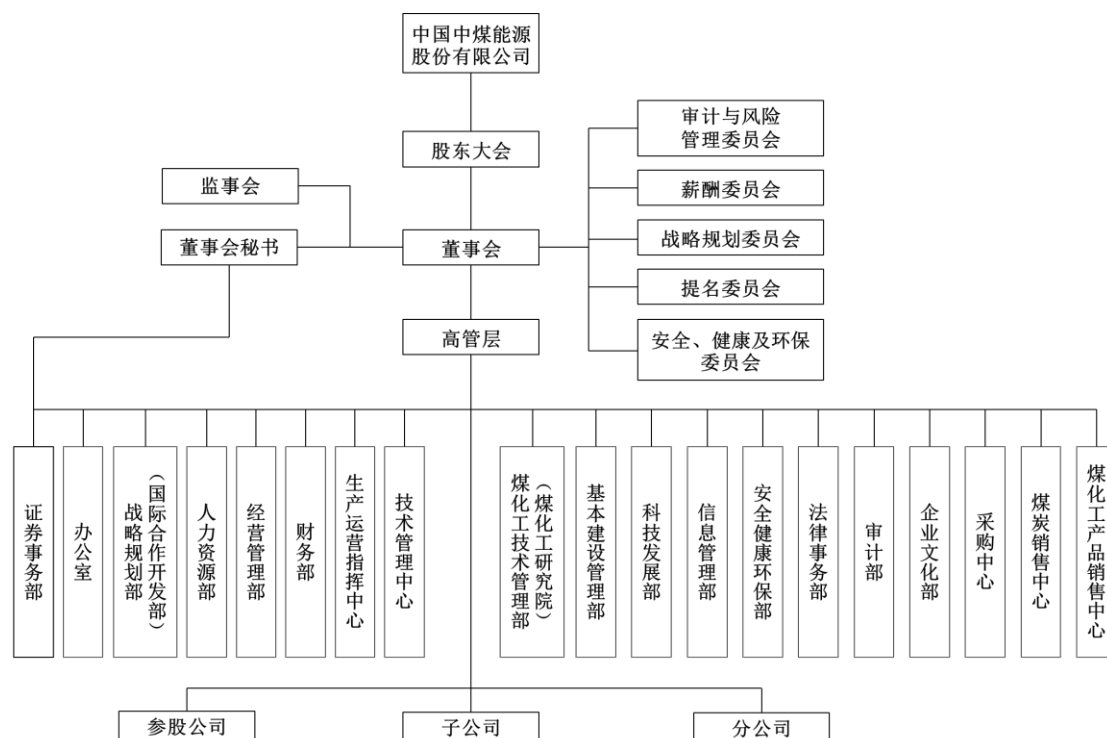 中国中煤能源
股份有限公司
股东大会
审计与风险
管理委员会
监事会
薪酬委员会
董事会秘书
董事会
战略规划委员会
提名委员会
高管层
安全、健康及环保
委员会
证券事务部
办公室
战略规划部
（国际合作开发部）
人力资源部
经营管理部
财务部
生产运营指挥中心
技术管理中心
煤化工技术管理部
（煤化工研究院）
基本建设管理部
科技发展部
信息管理部
安全健康环保部
法律事务部
审计部
企业文化部
采购中心
煤炭销售中心
煤化工产品销售中心
参股公司
子公司
分公司